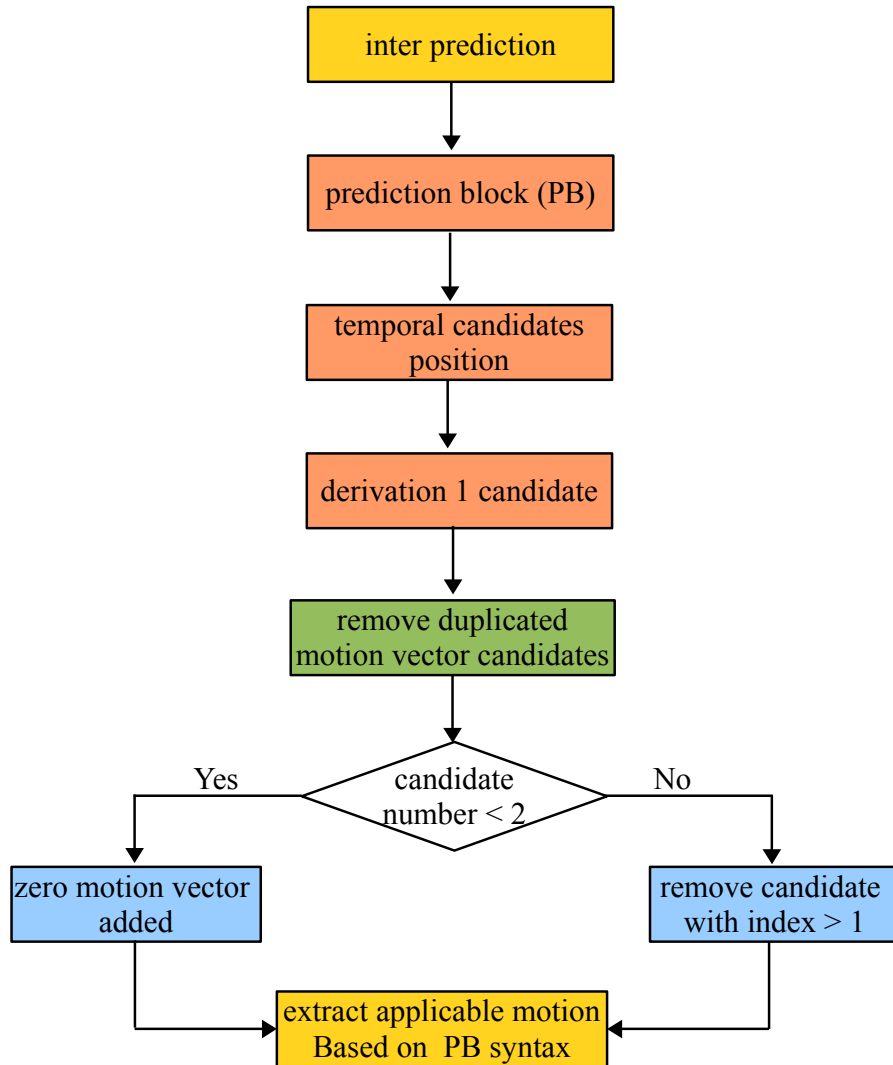 inter prediction
prediction block (PB)
temporal candidates
position
derivation 1 candidate
remove duplicated
motion vector candidates
candidate
number < 2
Yes
No
zero motion vector
added
remove candidate
with index > 1
extract applicable motion
Based on PB syntax